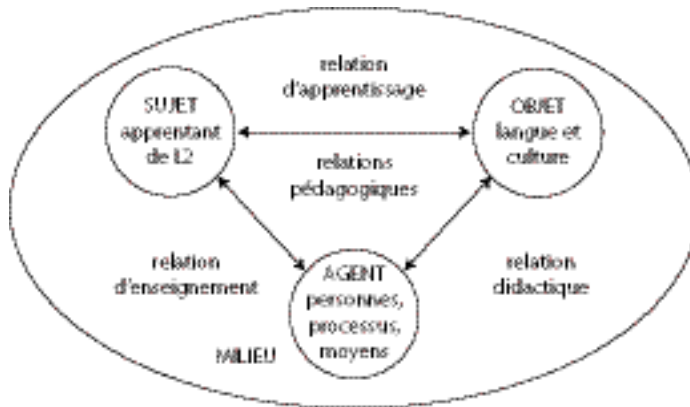 relation
d'apprentissage
SUJET
apprenant
de L2
OBJET
langue et
culture
relations
pédagogiques
relation
d'enseignement
AGENT
personnes,
processus,
moyens
relation
didactique
MILIEU